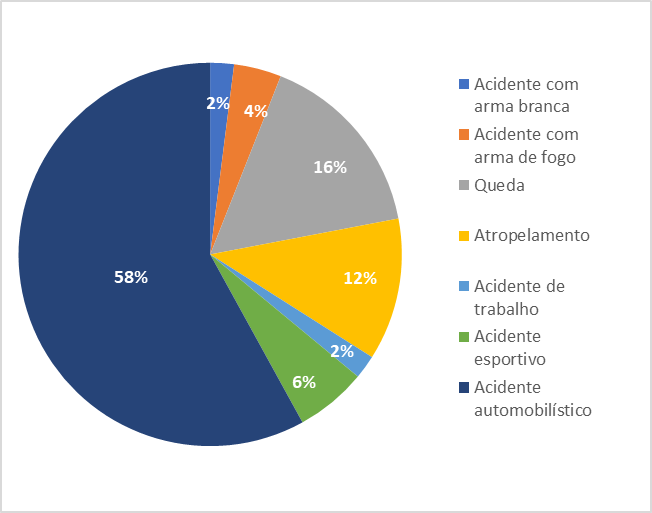 2%
4%
16%
12%
2%
6%
58%
Acidente com
arma branca
Acidente com
arma de fogo
Queda
Atropelamento
Acidente de
trabalho
Acidente
esportivo
Acidente
automobilístico